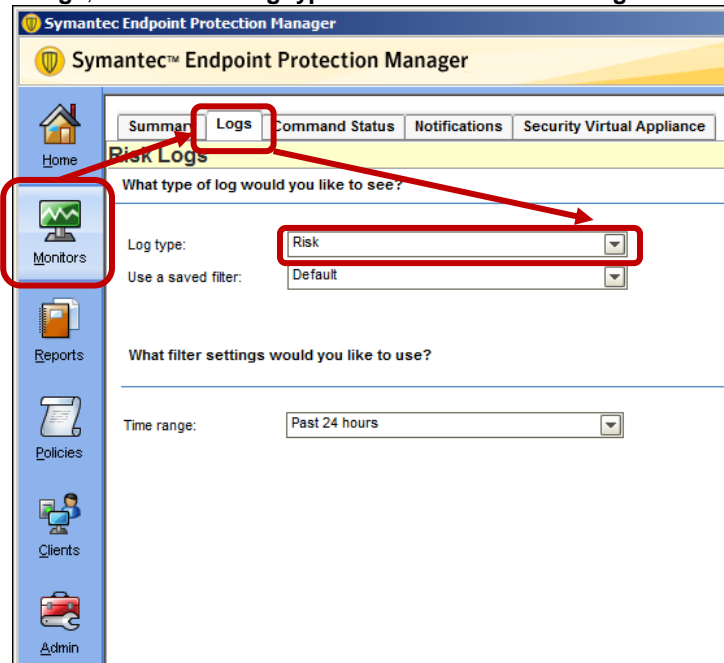 Symantec Endpoint Protection Manager
Symantec™ Endpoint Protection Manager
Summary Logs Command Status Notifications Security Virtual Appliance
Home
Risk Logs
What type of log would you like to see?
Log type: Risk
Monitors
Use a saved filter: Default
Reports
What filter settings would you like to use?
Time range: Past 24 hours
Policies
Clients
Admin